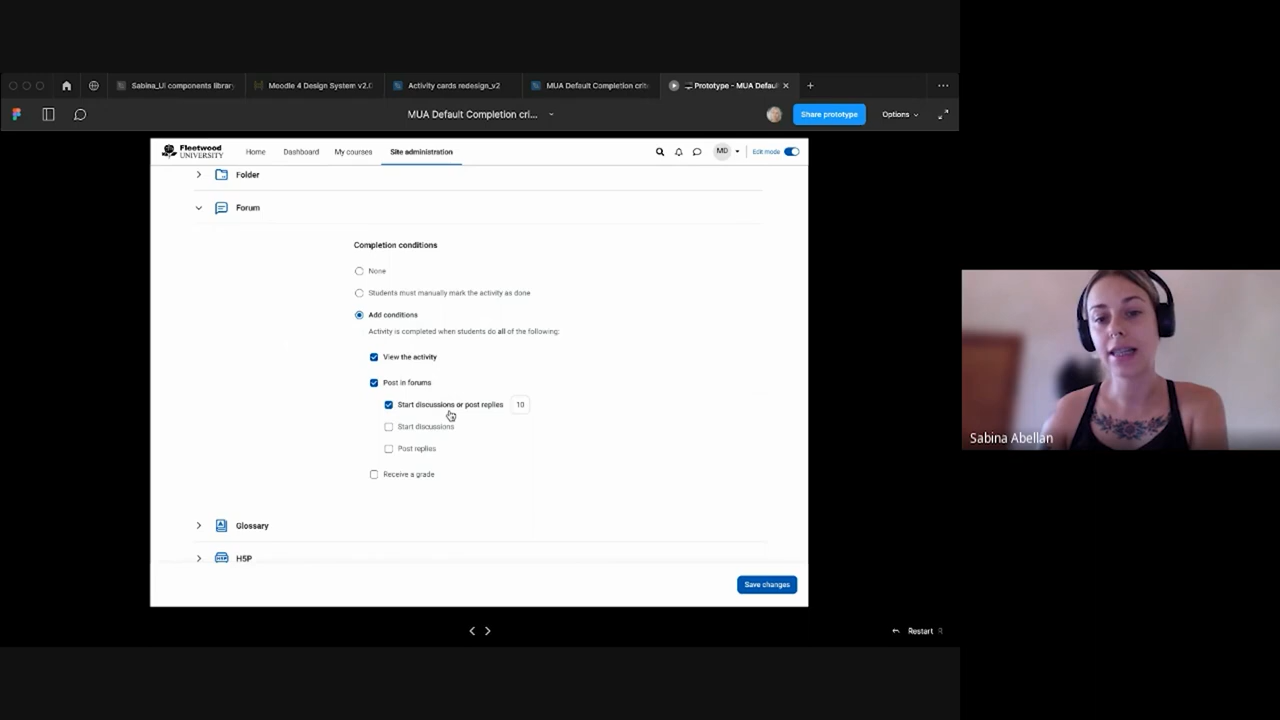 Sabina_UI components library
Moodle 4 Design System v2.0
Activity cards redesign_v2
MUA Default Completion crite
Prototype - MUA Defaul
MUA Default Completion cri...
Share prototype
Options
Fleetwood
UNIVERSITY
Home
Dashboard
My courses
Site administration
MD
Edit mode
Folder
Forum
Completion conditions
None
Students must manually mark the activity as done
Add conditions
Activity is completed when students do all of the following:
View the activity
Post in forums
Start discussions or post replies 10
Start discussions
Post replies
Receive a grade
Glossary
H5P
H5P
Save changes
Restart R
Sabina Abellan